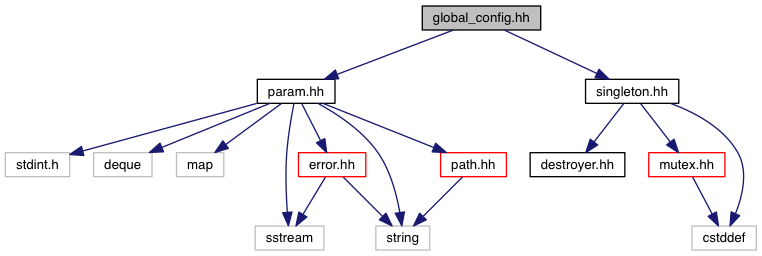 global_config.hh
param.hh
singleton.hh
stdint.h
deque
map
error.hh
path.hh
destroyer.hh
mutex.hh
sstream
string
cstddef